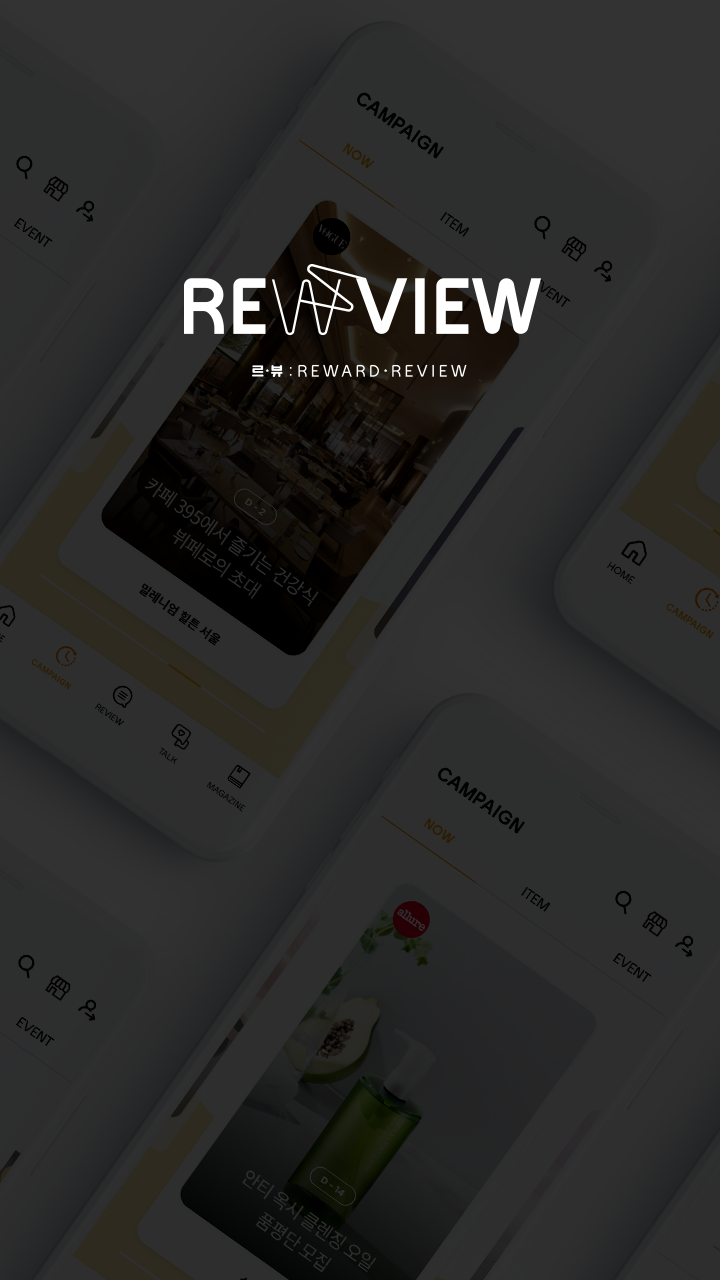 CAMPAIGN
NOW
ITEM
EVENT
EVENT
VOGUE
REWVIEW
르·뷰 : REWARD·REVIEW
D - 2
카페 395에서 즐기는 건강식
뷔페로의 초대
밀레니엄 힐튼 서울
HOME
CAMPAIGN
CAMPAIGN
REVIEW
TALK
MAGAZINE
CAMPAIGN
NOW
ITEM
EVENT
EVENT
allure
D - 14
안티 옥시 클렌징 오일
품평단 모집